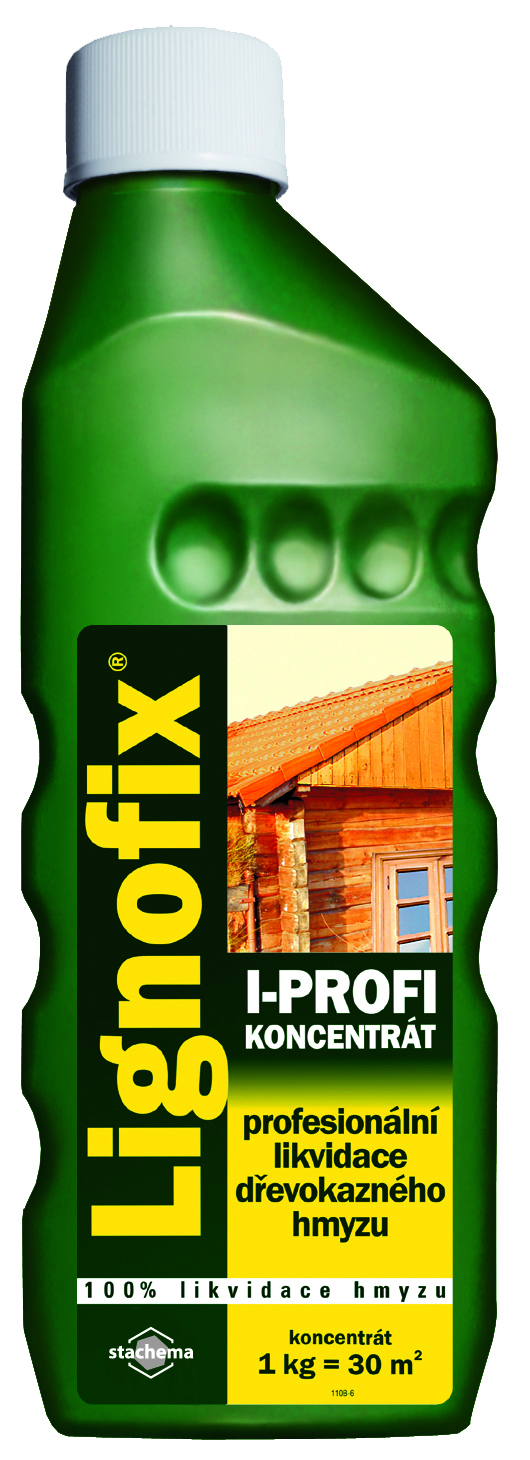 Lignofix®
I-PROFI
KONCENTRÁT
profesionální
likvidace
dřevokazného
hmyzu
100% likvidace hmyzu
stachema
koncentrát
1 kg = 30 m²
1108-6